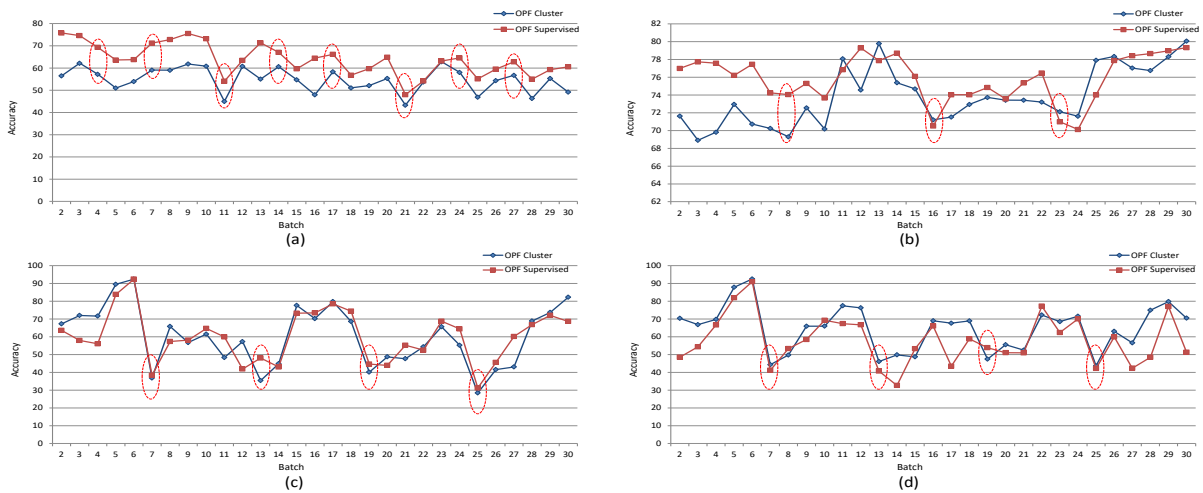 OPF Cluster
OPF Supervised
80
70
60
50
40
30
20
10
0
Accuracy
2 3 4 5 6 7 8 9 10 11 12 13 14 15 16 17 18 19 20 21 22 23 24 25 26 27 28 29 30
Batch
(a)
OPF Cluster
OPF Supervised
82
80
78
76
74
72
70
68
66
64
62
Accuracy
2 3 4 5 6 7 8 9 10 11 12 13 14 15 16 17 18 19 20 21 22 23 24 25 26 27 28 29 30
Batch
(b)
OPF Cluster
OPF Supervised
100
90
80
70
60
50
40
30
20
10
0
Accuracy
2 3 4 5 6 7 8 9 10 11 12 13 14 15 16 17 18 19 20 21 22 23 24 25 26 27 28 29 30
Batch
(c)
OPF Cluster
OPF Supervised
100
90
80
70
60
50
40
30
20
10
0
Accuracy
2 3 4 5 6 7 8 9 10 11 12 13 14 15 16 17 18 19 20 21 22 23 24 25 26 27 28 29 30
Batch
(d)